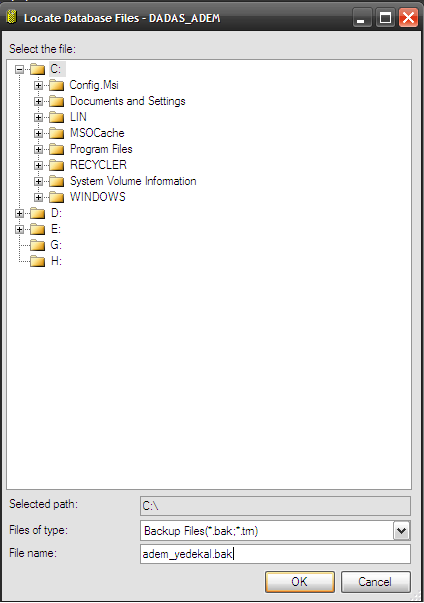 Locate Database Files - DADAS_ADEM
Select the file:
C:
Config.Msi
Documents and Settings
LIN
MSOCache
Program Files
RECYCLER
System Volume Information
WINDOWS
D:
E:
G:
H:
Selected path: C:\
Files of type: Backup Files(*.bak;*.trn)
File name: adem_yedekal.bak
OK Cancel